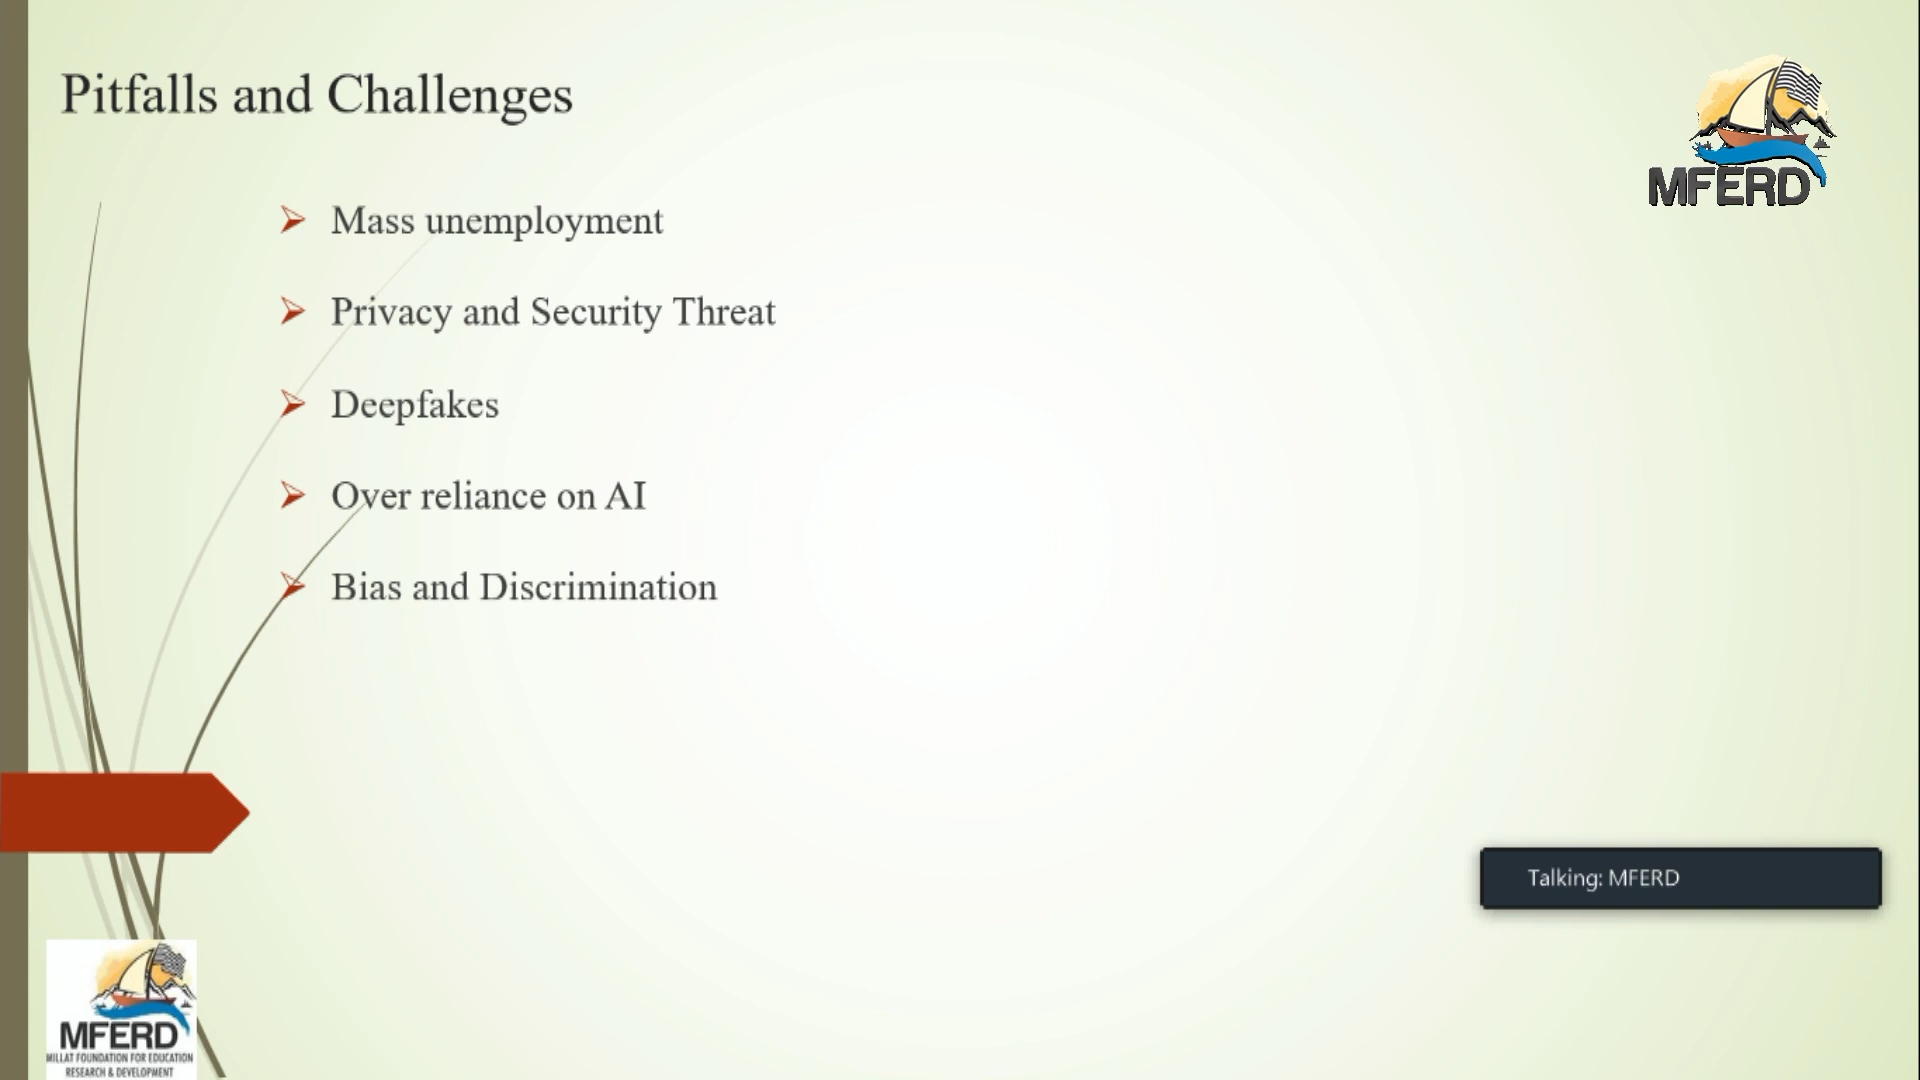 Pitfalls and Challenges
MFERD
Mass unemployment
Privacy and Security Threat
Deepfakes
Over reliance on AI
Bias and Discrimination
Talking: MFERD
MFERD
MILLAT FOUNDATION FOR EDUCATION
RESEARCH & DEVELOPMENT